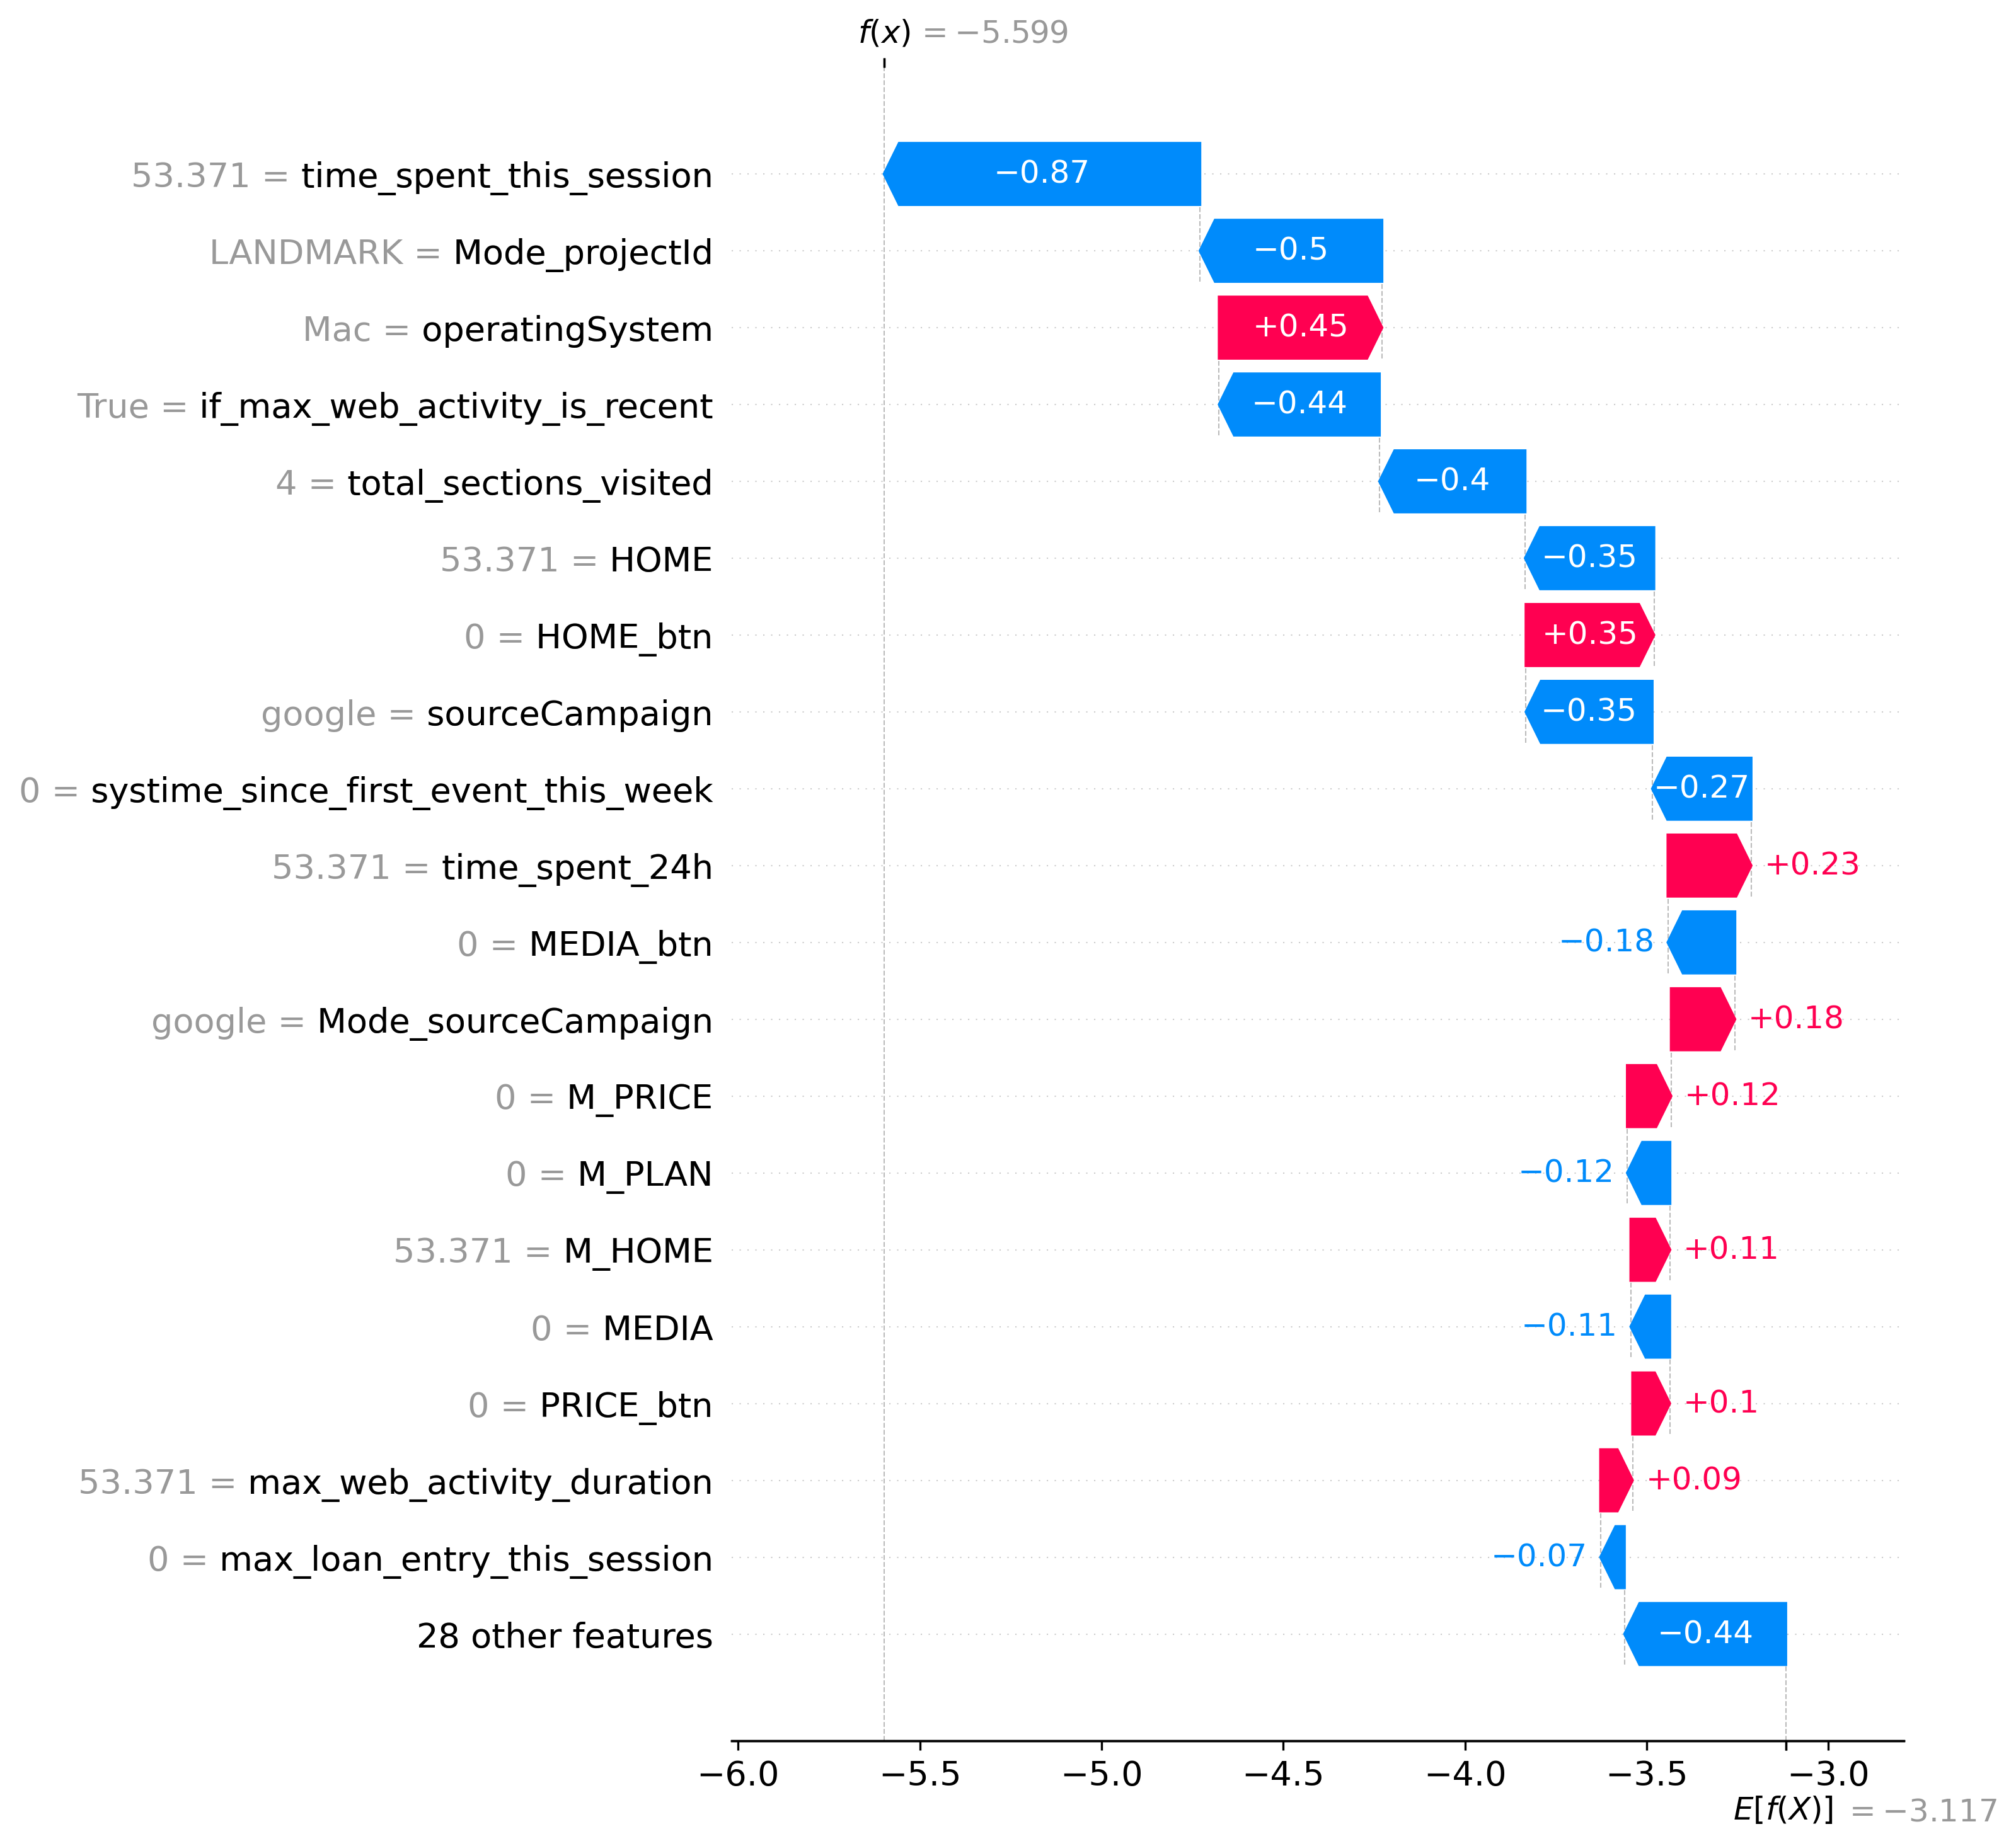 f(x) = −5.599
53.371 = time_spent_this_session −0.87
LANDMARK = Mode_projectId −0.5
Mac = operatingSystem +0.45
True = if_max_web_activity_is_recent −0.44
4 = total_sections_visited −0.4
53.371 = HOME −0.35
0 = HOME_btn +0.35
google = sourceCampaign −0.35
0 = systime_since_first_event_this_week −0.27
53.371 = time_spent_24h +0.23
0 = MEDIA_btn −0.18
google = Mode_sourceCampaign +0.18
0 = M_PRICE +0.12
0 = M_PLAN −0.12
53.371 = M_HOME +0.11
0 = MEDIA −0.11
0 = PRICE_btn +0.1
53.371 = max_web_activity_duration +0.09
0 = max_loan_entry_this_session −0.07
28 other features −0.44
−6.0 −5.5 −5.0 −4.5 −4.0 −3.5 −3.0
E[f(X)] = −3.117